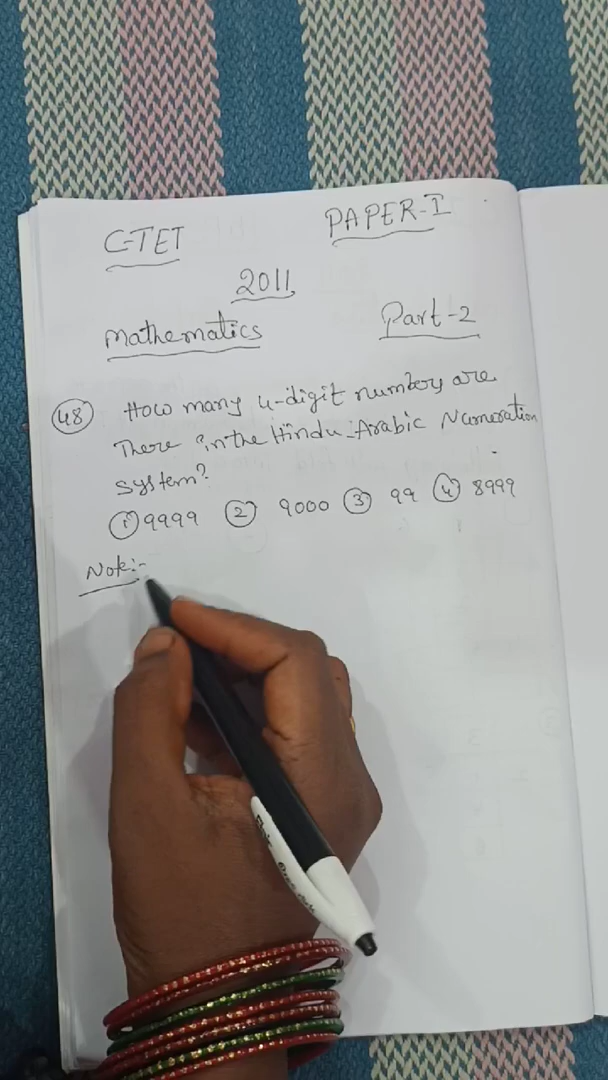 C-TET PAPER-I
2011
Mathematics Part-2
48 How many 4-digit numbers are
There in the Hindu-Arabic Numeration
system?
① 9999 ② 9000 ③ 99 ④ 8999
Note:-